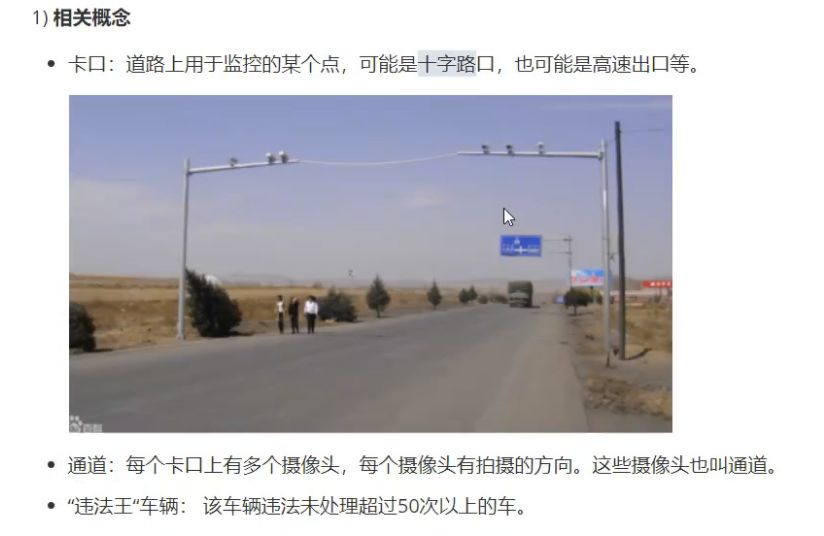 1) 相关概念
• 卡口：道路上用于监控的某个点，可能是十字路口，也可能是高速出口等。
• 通道：每个卡口上有多个摄像头，每个摄像头有拍摄的方向。这些摄像头也叫通道。
• “违法王“车辆： 该车辆违法未处理超过50次以上的车。